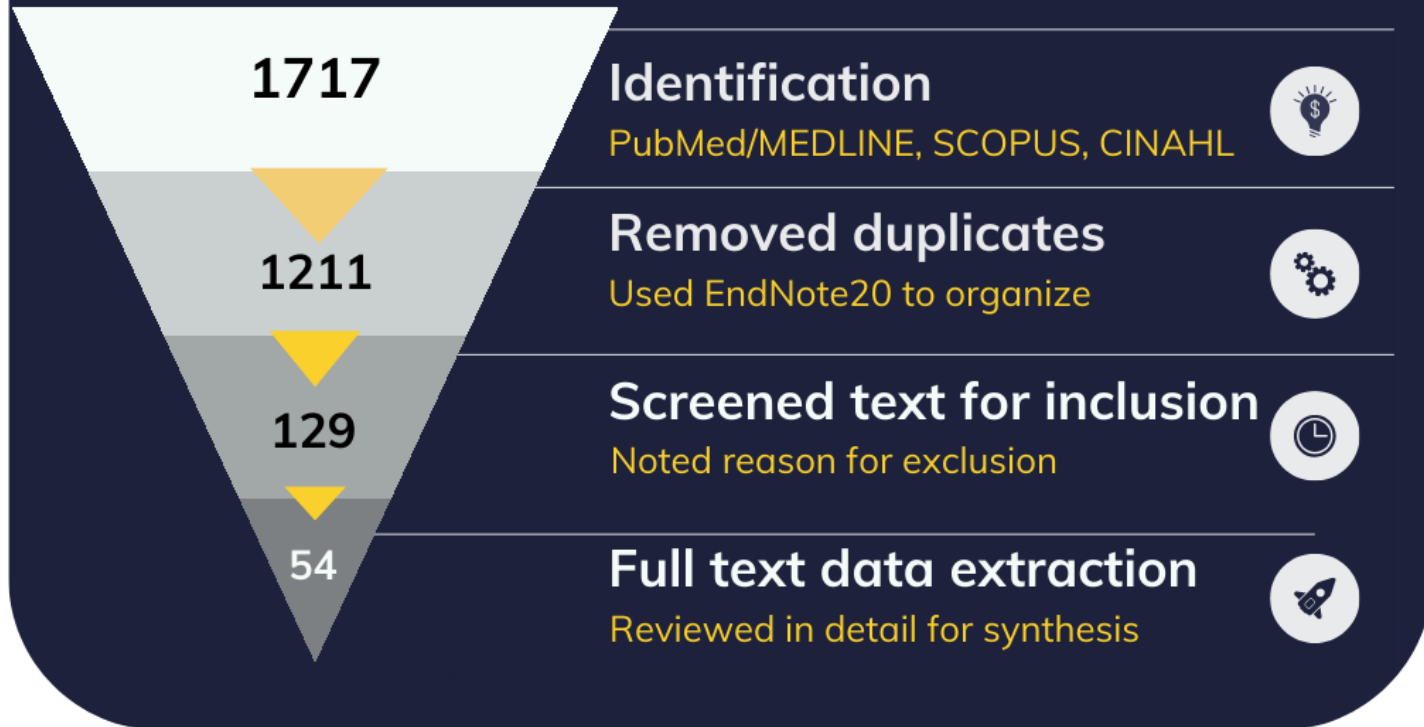 1717
Identification
PubMed/MEDLINE, SCOPUS, CINAHL
$
1211
Removed duplicates
Used EndNote20 to organize
129
Screened text for inclusion
Noted reason for exclusion
54
Full text data extraction
Reviewed in detail for synthesis